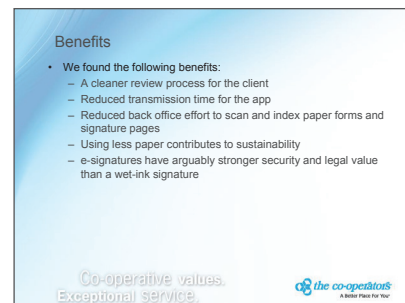 Benefits
• We found the following benefits:
– A cleaner review process for the client
– Reduced transmission time for the app
– Reduced back office effort to scan and index paper forms and
signature pages
– Using less paper contributes to sustainability
– e-signatures have arguably stronger security and legal value
than a wet-ink signature
Co-operative values.
Exceptional service.
the co-operators
A Better Place For You®